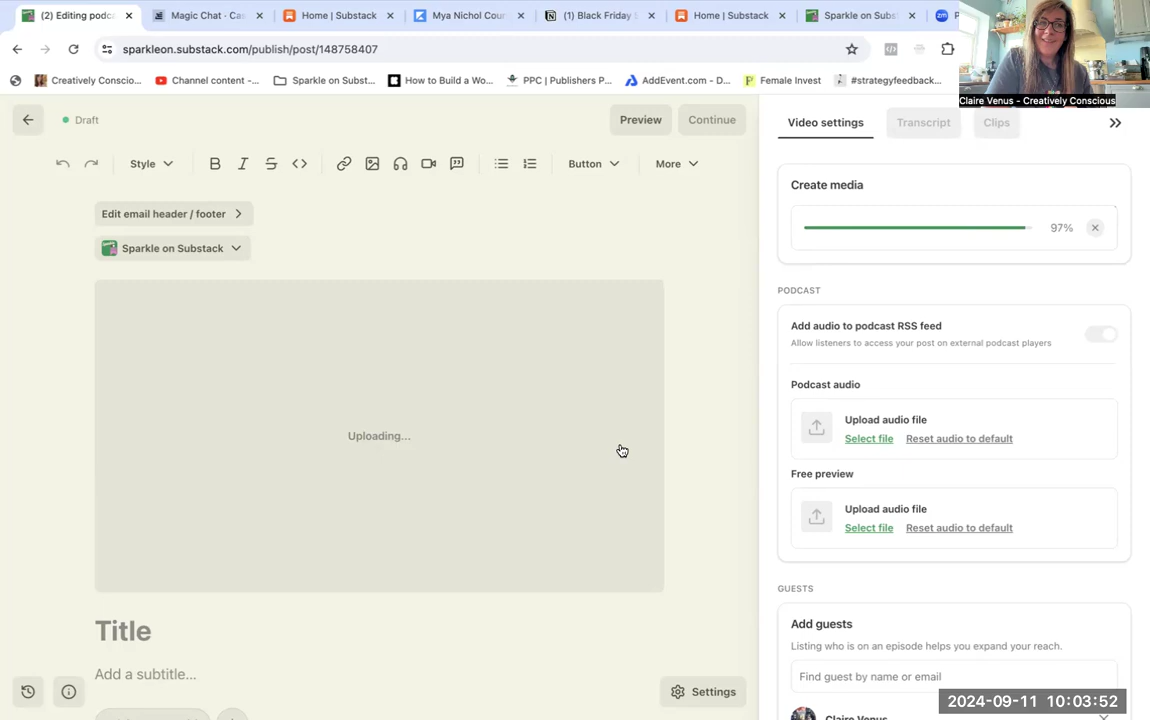 (2) Editing podca
Magic Chat · Cas
Home | Substack
Mya Nichol Cour
(1) Black Friday S
Home | Substack
Sparkle on Subs
sparkleon.substack.com/publish/post/148758407
Creatively Conscio...
Channel content -...
Sparkle on Subst...
How to Build a Wo...
PPC | Publishers P...
AddEvent.com - D...
Female Invest
#strategyfeedback...
Claire Venus - Creatively Conscious
Draft
Preview
Continue
Video settings
Transcript
Clips
Style
Button
More
Create media
97%
Edit email header / footer
Sparkle on Substack
PODCAST
Add audio to podcast RSS feed
Allow listeners to access your post on external podcast players
Podcast audio
Upload audio file
Select file Reset audio to default
Uploading...
Free preview
Upload audio file
Select file Reset audio to default
GUESTS
Add guests
Listing who is on an episode helps you expand your reach.
Find guest by name or email
Claire Venus
Title
Add a subtitle...
Settings
2024-09-11 10:03:52